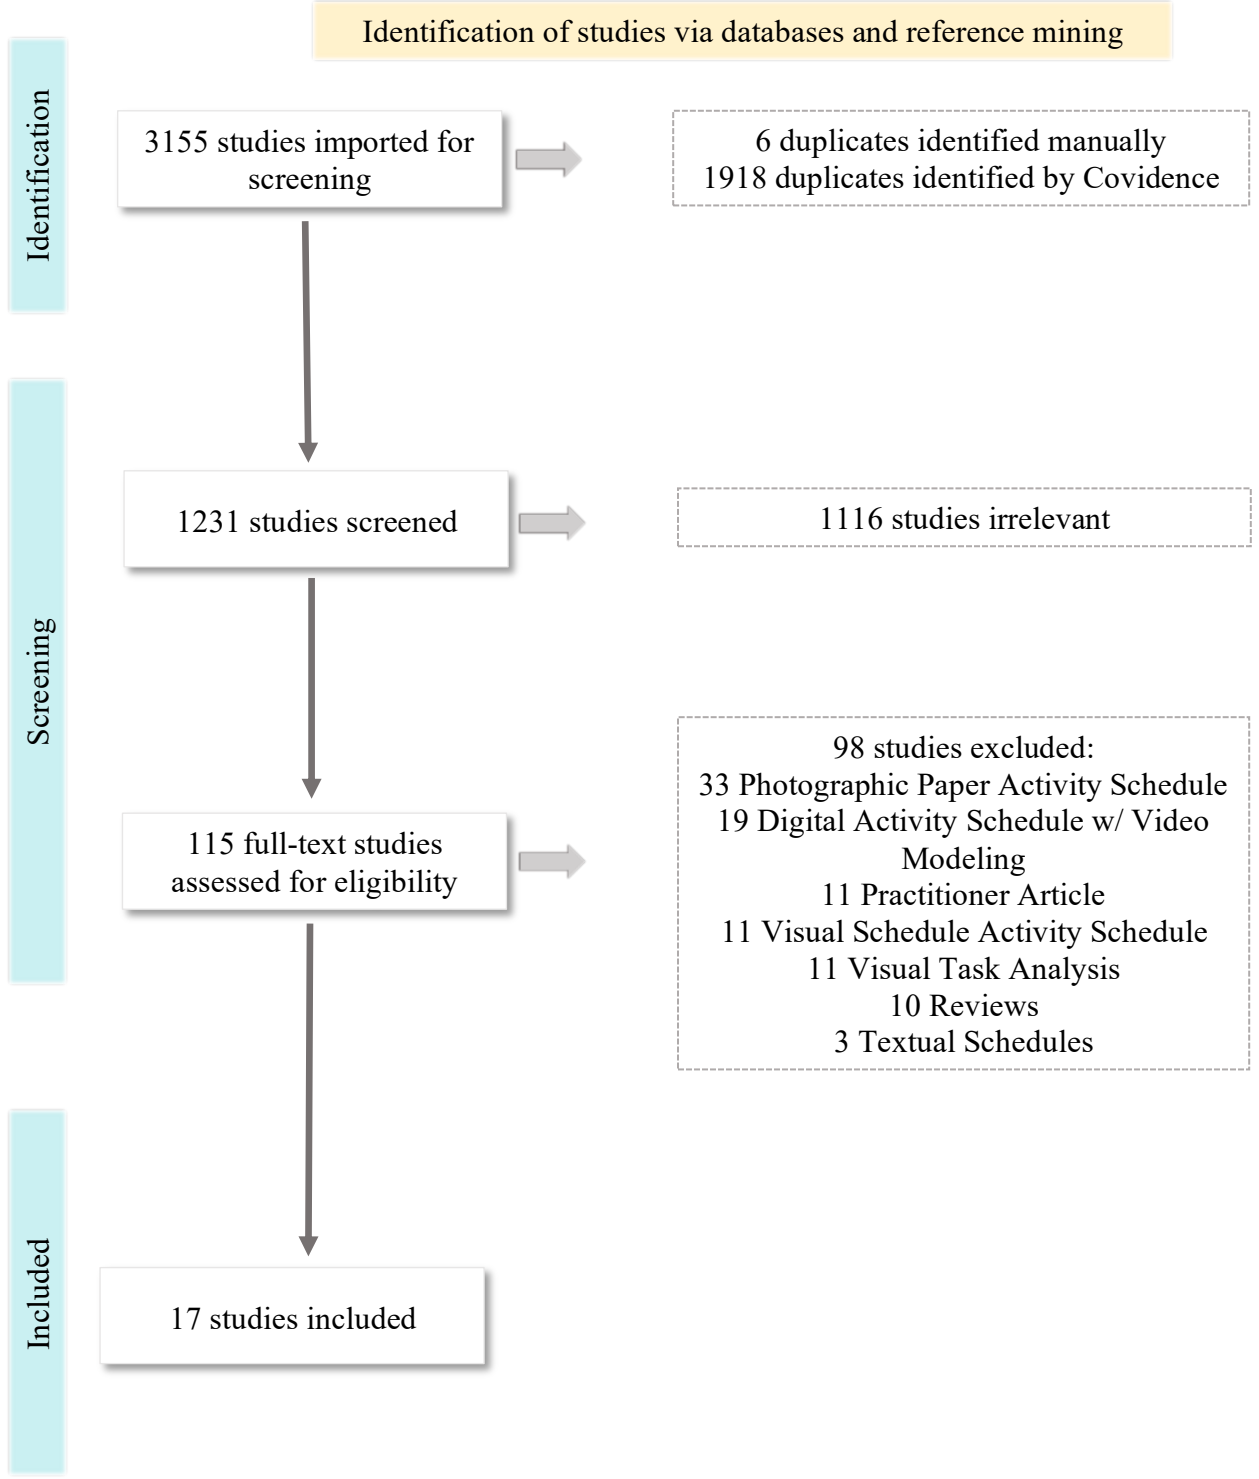 Identification of studies via databases and reference mining
Identification
3155 studies imported for
screening
6 duplicates identified manually
1918 duplicates identified by Covidence
Screening
1231 studies screened
1116 studies irrelevant
115 full-text studies
assessed for eligibility
98 studies excluded:
33 Photographic Paper Activity Schedule
19 Digital Activity Schedule w/ Video
Modeling
11 Practitioner Article
11 Visual Schedule Activity Schedule
11 Visual Task Analysis
10 Reviews
3 Textual Schedules
Included
17 studies included